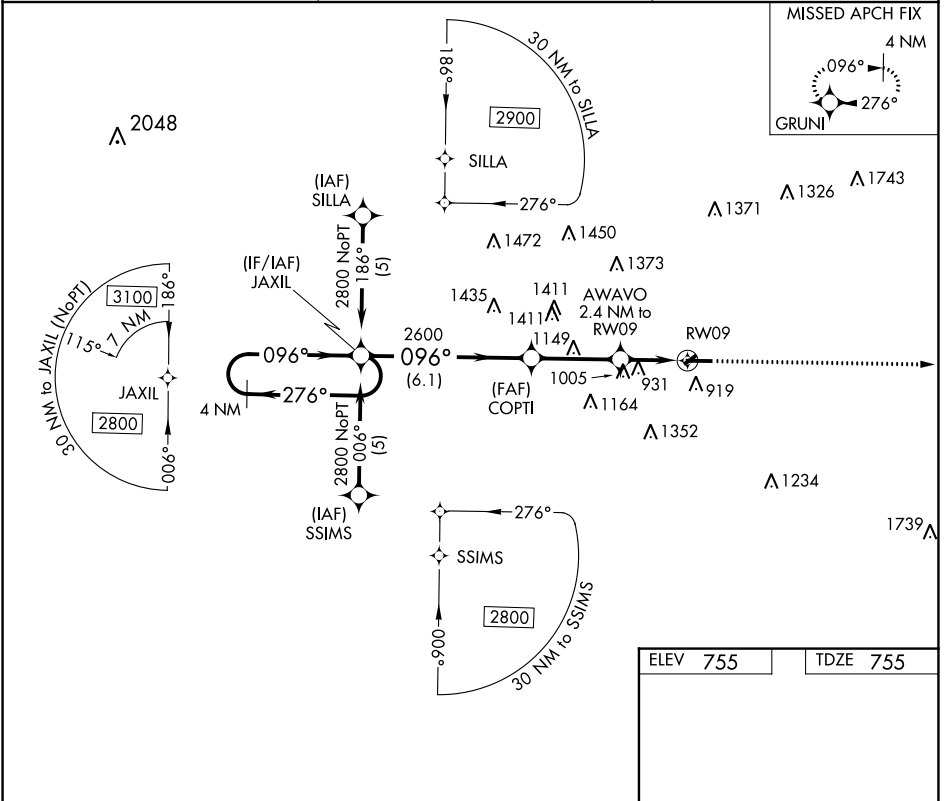 MISSED APCH FIX
4 NM
096°
276°
GRUNI
186°
30 NM to SILLA
2900
SILLA
276°
2048
1743
1326
1371
(IAF)
SILLA
2800 NoPT
186°
(5)
1472
1450
1373
(IF/IAF)
JAXIL
30 NM to JAXIL (NoPT)
3100
186°
115°
7 NM
JAXIL
2800
006°
1435
1411
1411
AWAVO
2.4 NM to
RW09
1149
RW09
2600
096°
(6.1)
096°
276°
4 NM
(FAF)
COPTI
1005
931
919
1164
1352
2800 NoPT
006°
(5)
(IAF)
SSIMS
1234
1739
276°
SSIMS
2800
006°
30 NM to SSIMS
ELEV 755
TDZE 755